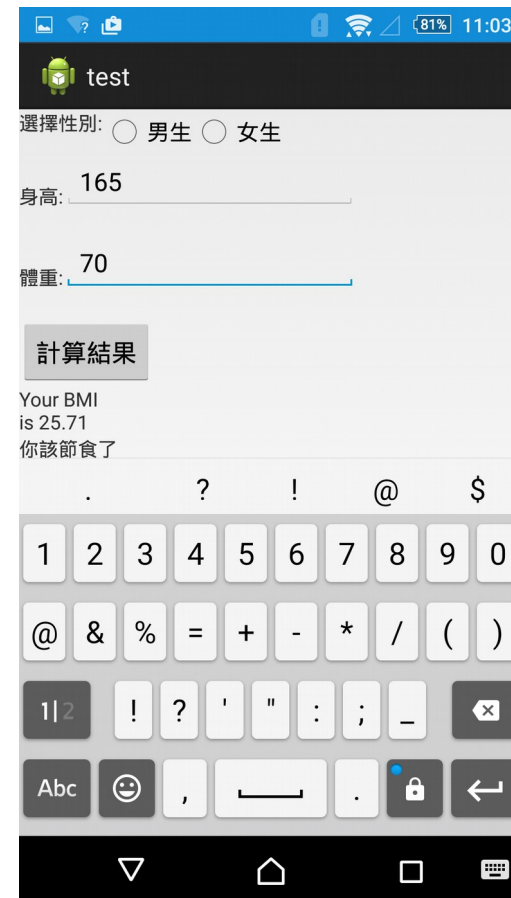 81% 11:03
test
選擇性別: 男生 女生
身高: 165
體重: 70
計算結果
Your BMI
is 25.71
你該節食了
. ? ! @ $
1 2 3 4 5 6 7 8 9 0
@ & % = + - * / ( )
1|2 ! ? ' " : ; _
Abc , .